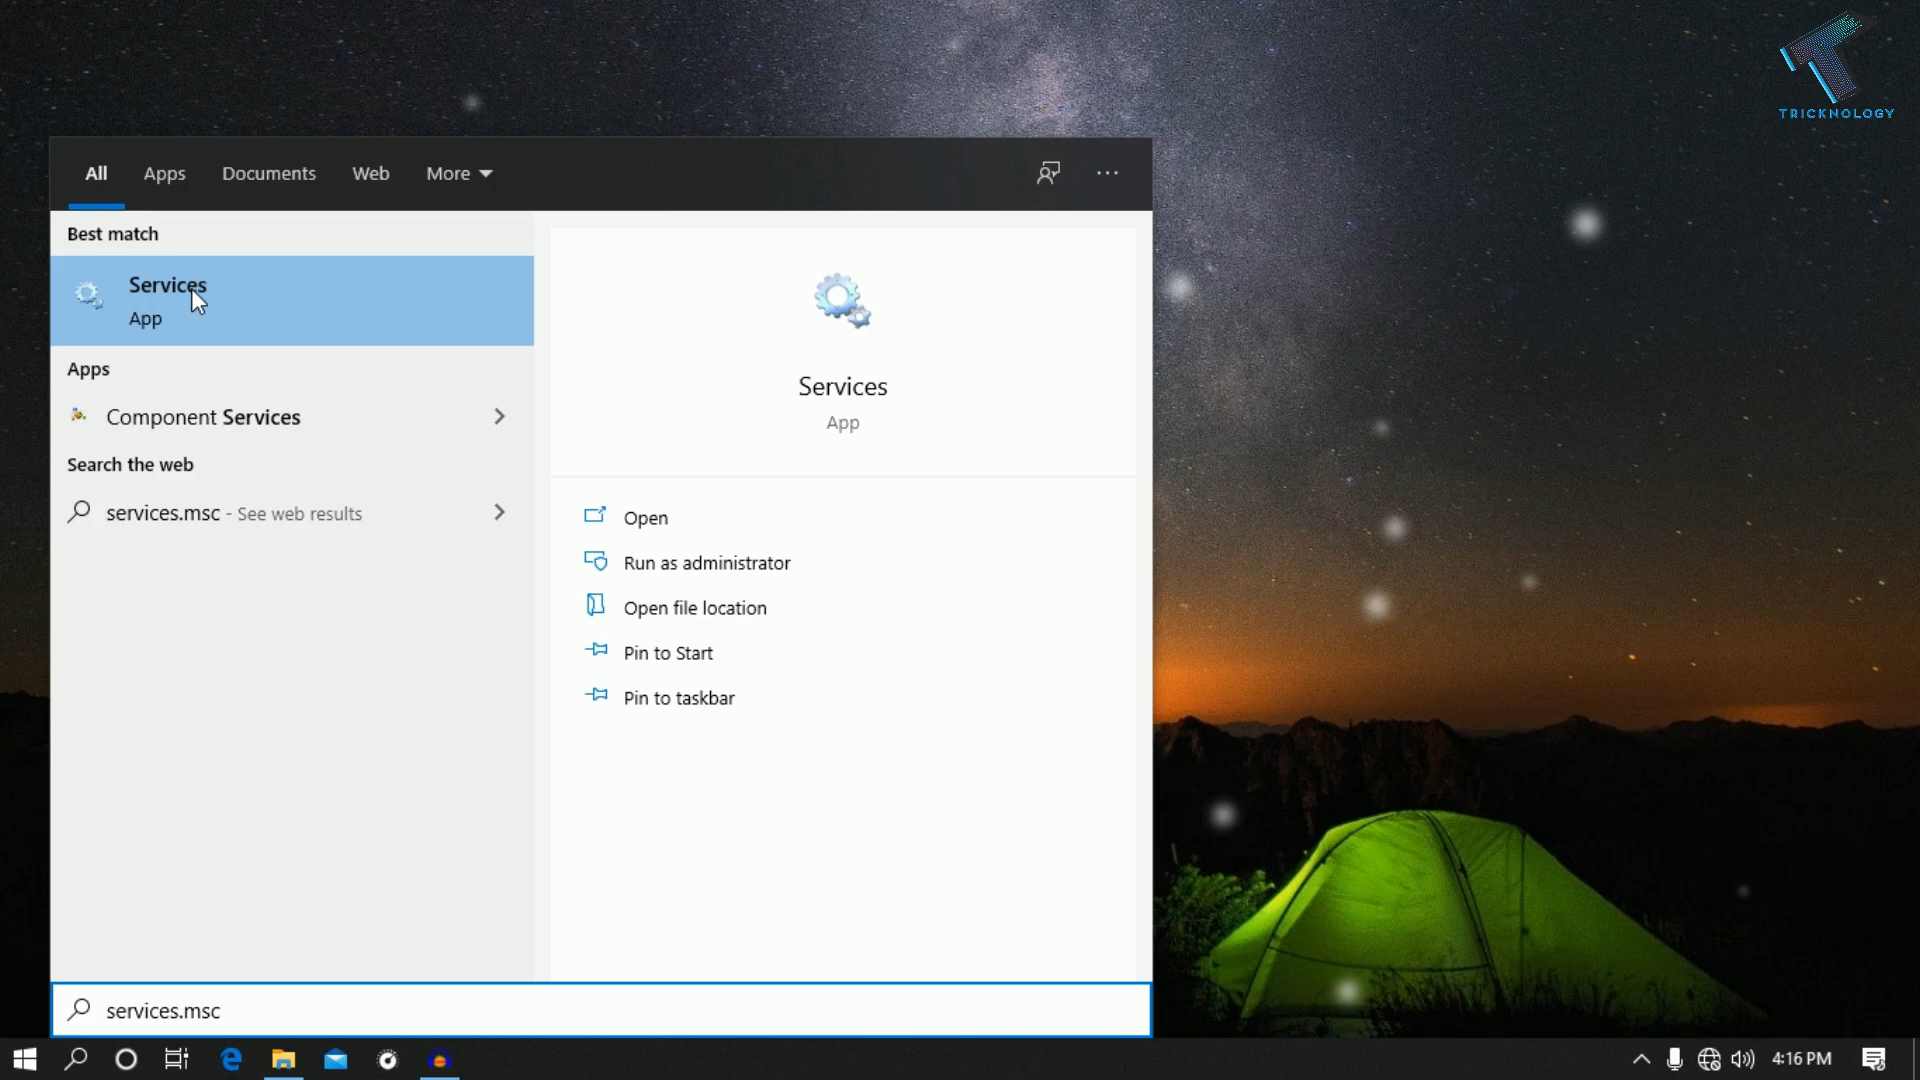 TRICKNOLOGY
All Apps Documents Web More
Best match
Services
App
Apps
Component Services
Search the web
services.msc - See web results
Services
App
Open
Run as administrator
Open file location
Pin to Start
Pin to taskbar
services.msc
4:16 PM